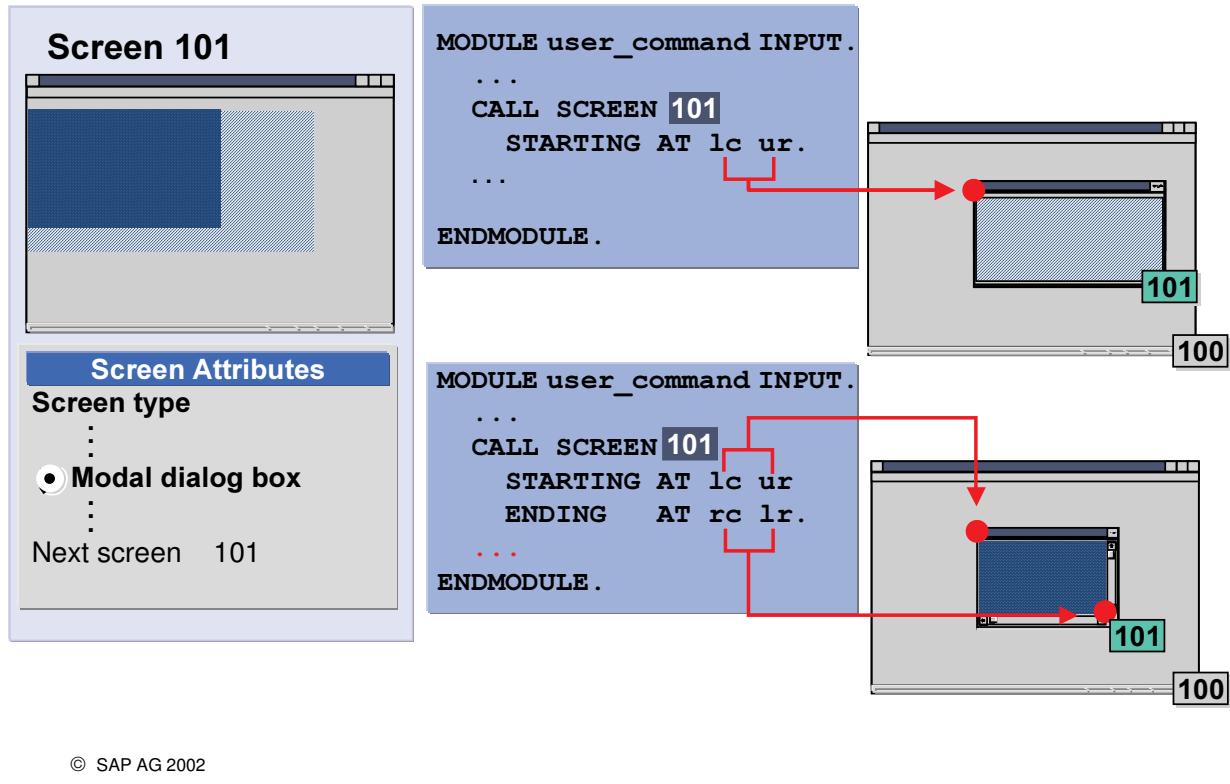 Screen 101
Screen Attributes
Screen type
:
Modal dialog box
:
Next screen 101
MODULE user_command INPUT.
...
CALL SCREEN 101
STARTING AT lc ur.
...
ENDMODULE.
101
100
MODULE user_command INPUT.
...
CALL SCREEN 101
STARTING AT lc ur
ENDING AT rc lr.
...
ENDMODULE.
101
100
© SAP AG 2002